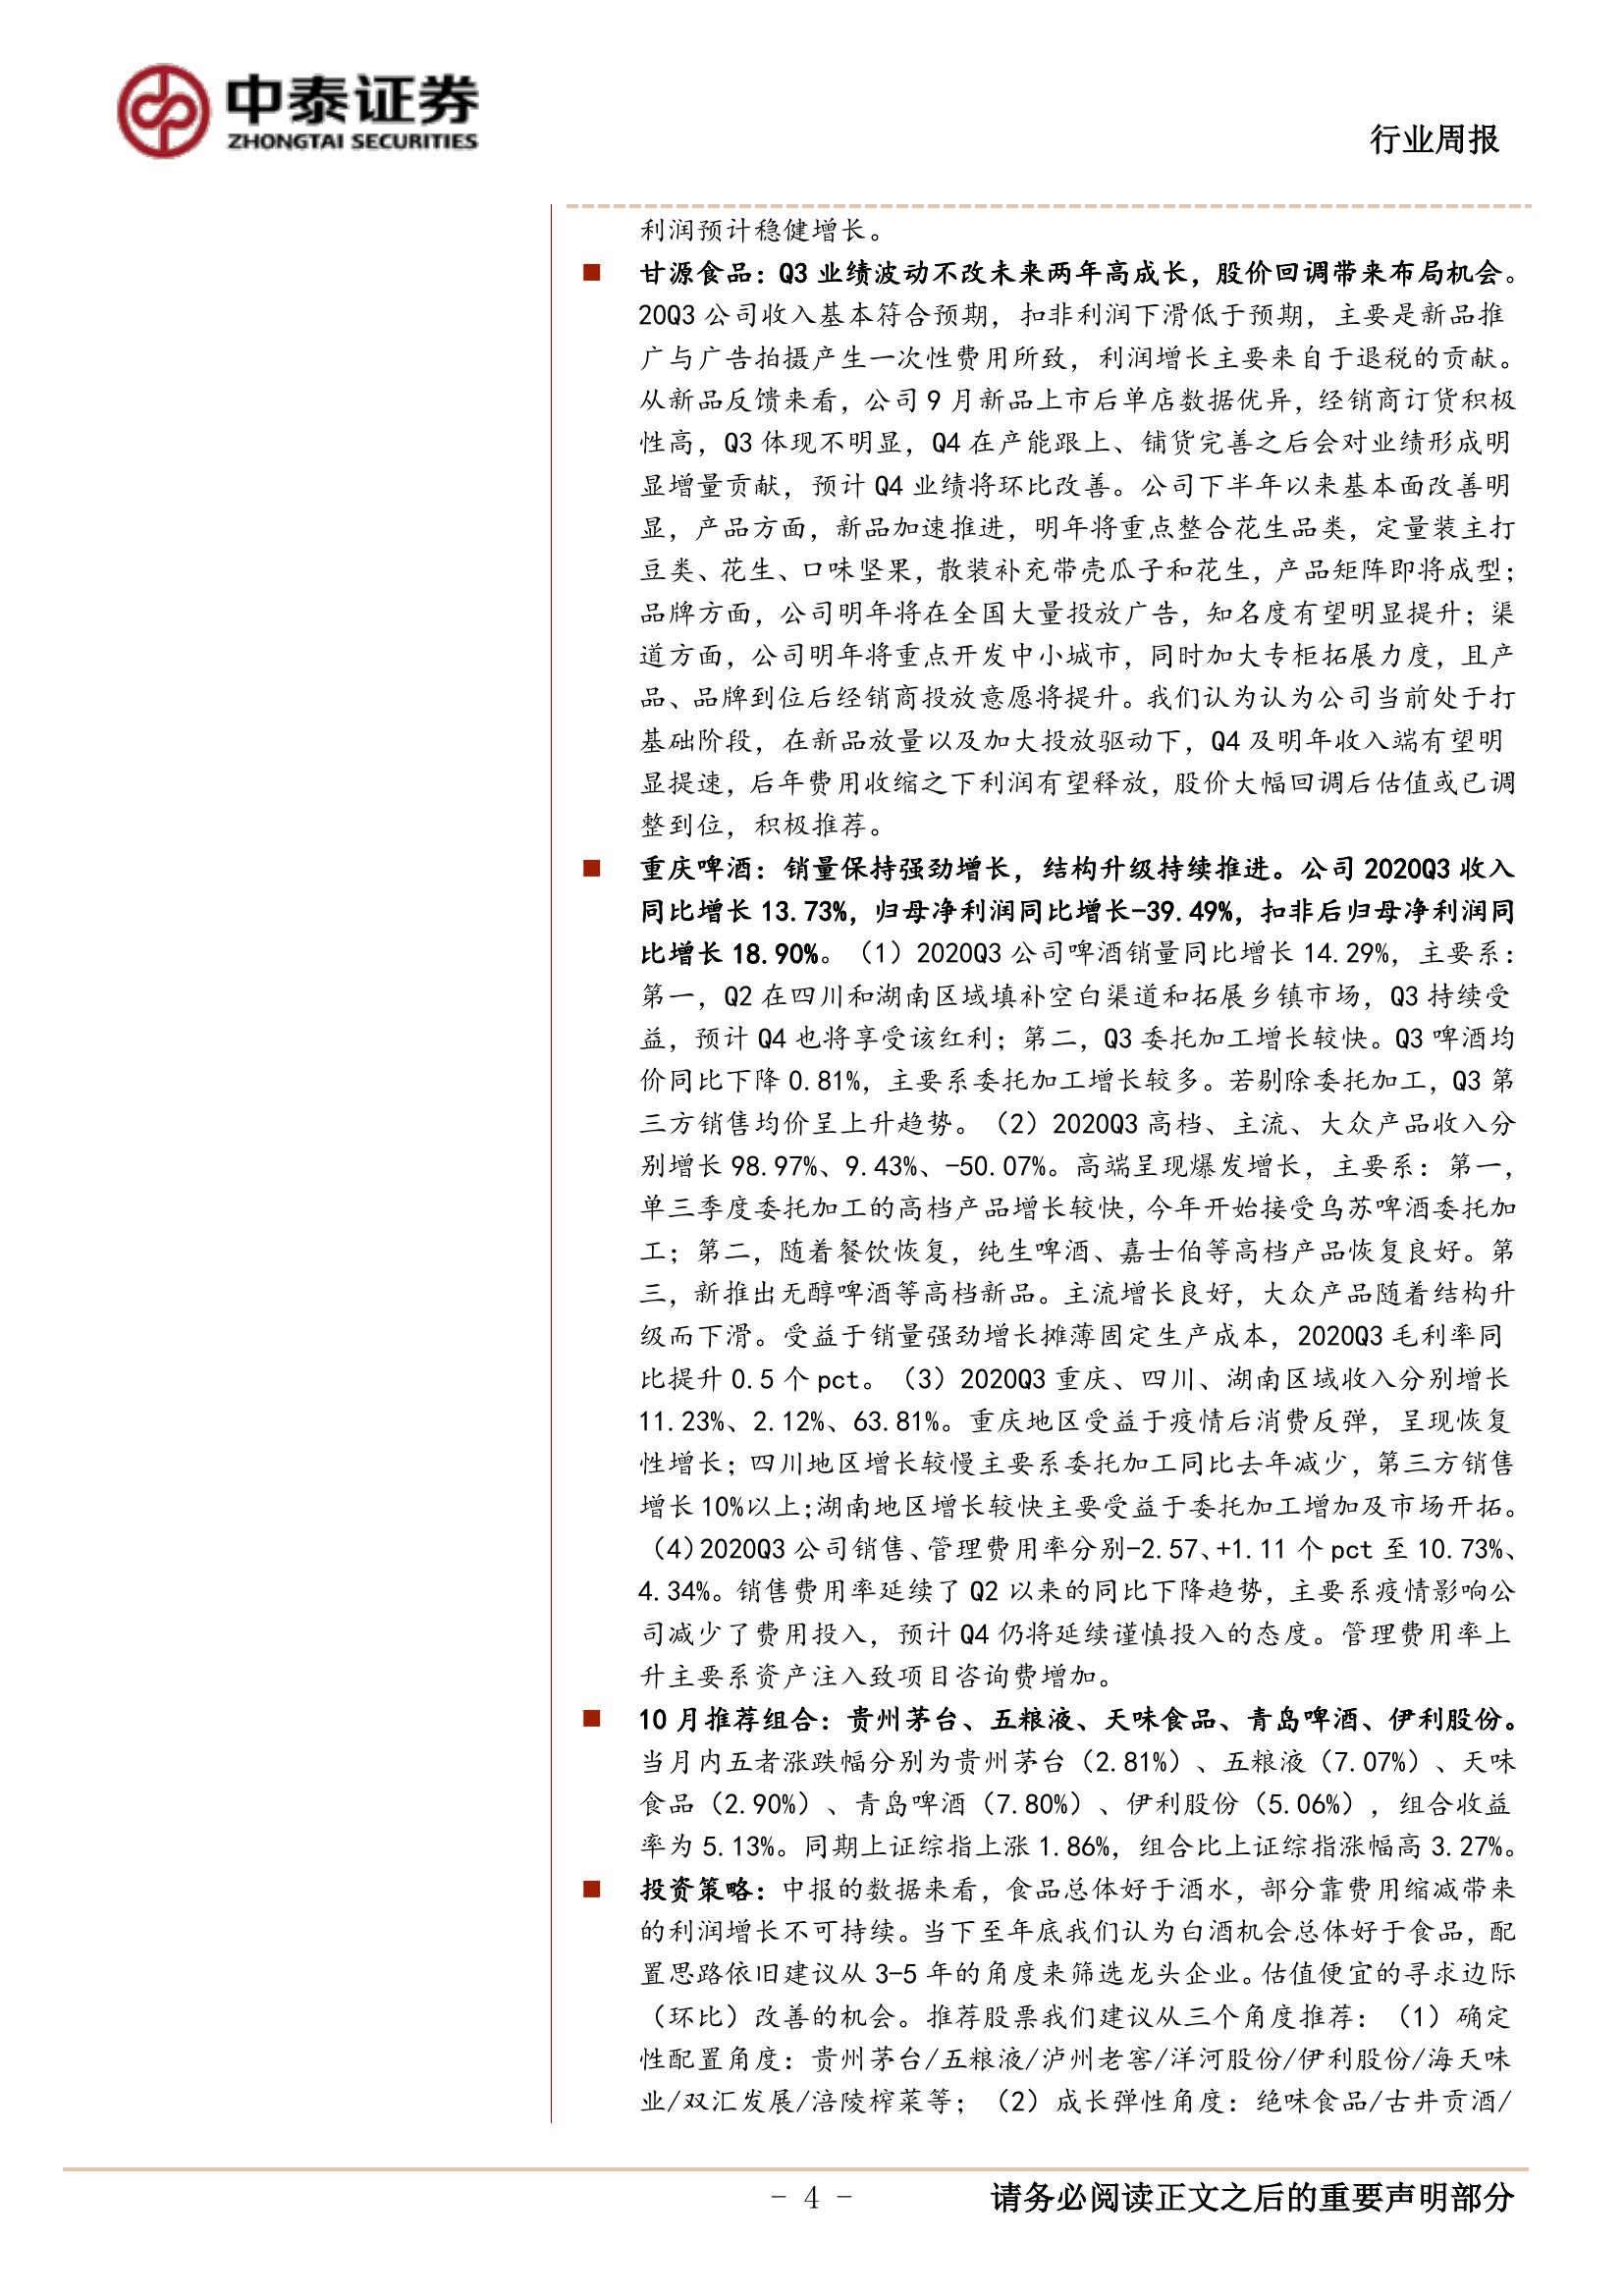 中泰证券
ZHONGTAI SECURITIES
行业周报
利润预计稳健增长。
■ 甘源食品：Q3 业绩波动不改未来两年高成长，股价回调带来布局机会。
20Q3 公司收入基本符合预期，扣非利润下滑低于预期，主要是新品推
广与广告拍摄产生一次性费用所致，利润增长主要来自于退税的贡献。
从新品反馈来看，公司 9 月新品上市后单店数据优异，经销商订货积极
性高，Q3 体现不明显，Q4 在产能跟上、铺货完善之后会对业绩形成明
显增量贡献，预计 Q4 业绩将环比改善。公司下半年以来基本面改善明
显，产品方面，新品加速推进，明年将重点整合花生品类，定量装主打
豆类、花生、口味坚果，散装补充带壳瓜子和花生，产品矩阵即将成型；
品牌方面，公司明年将在全国大量投放广告，知名度有望明显提升；渠
道方面，公司明年将重点开发中小城市，同时加大专柜拓展力度，且产
品、品牌到位后经销商投放意愿将提升。我们认为认为公司当前处于打
基础阶段，在新品放量以及加大投放驱动下，Q4 及明年收入端有望明
显提速，后年费用收缩之下利润有望释放，股价大幅回调后估值或已调
整到位，积极推荐。
■ 重庆啤酒：销量保持强劲增长，结构升级持续推进。公司 2020Q3 收入
同比增长 13.73%，归母净利润同比增长-39.49%，扣非后归母净利润同
比增长 18.90%。（1）2020Q3 公司啤酒销量同比增长 14.29%，主要系：
第一，Q2 在四川和湖南区域填补空白渠道和拓展乡镇市场，Q3 持续受
益，预计 Q4 也将享受该红利；第二，Q3 委托加工增长较快。Q3 啤酒均
价同比下降 0.81%，主要系委托加工增长较多。若剔除委托加工，Q3 第
三方销售均价呈上升趋势。（2）2020Q3 高档、主流、大众产品收入分
别增长 98.97%、9.43%、-50.07%。高端呈现爆发增长，主要系：第一，
单三季度委托加工的高档产品增长较快，今年开始接受乌苏啤酒委托加
工；第二，随着餐饮恢复，纯生啤酒、嘉士伯等高档产品恢复良好。第
三，新推出无醇啤酒等高档新品。主流增长良好，大众产品随着结构升
级而下滑。受益于销量强劲增长摊薄固定生产成本，2020Q3 毛利率同
比提升 0.5 个 pct。（3）2020Q3 重庆、四川、湖南区域收入分别增长
11.23%、2.12%、63.81%。重庆地区受益于疫情后消费反弹，呈现恢复
性增长；四川地区增长较慢主要系委托加工同比去年减少，第三方销售
增长 10%以上；湖南地区增长较快主要受益于委托加工增加及市场开拓。
（4）2020Q3 公司销售、管理费用率分别-2.57、+1.11 个 pct 至 10.73%、
4.34%。销售费用率延续了 Q2 以来的同比下降趋势，主要系疫情影响公
司减少了费用投入，预计 Q4 仍将延续谨慎投入的态度。管理费用率上
升主要系资产注入致项目咨询费增加。
■ 10 月推荐组合：贵州茅台、五粮液、天味食品、青岛啤酒、伊利股份。
当月内五者涨跌幅分别为贵州茅台（2.81%）、五粮液（7.07%）、天味
食品（2.90%）、青岛啤酒（7.80%）、伊利股份（5.06%），组合收益
率为 5.13%。同期上证综指上涨 1.86%，组合比上证综指涨幅高 3.27%。
■ 投资策略：中报的数据来看，食品总体好于酒水，部分靠费用缩减带来
的利润增长不可持续。当下至年底我们认为白酒机会总体好于食品，配
置思路依旧建议从 3-5 年的角度来筛选龙头企业。估值便宜的寻求边际
（环比）改善的机会。推荐股票我们建议从三个角度推荐：（1）确定
性配置角度：贵州茅台/五粮液/泸州老窖/洋河股份/伊利股份/海天味
业/双汇发展/涪陵榨菜等；（2）成长弹性角度：绝味食品/古井贡酒/
- 4 -
请务必阅读正文之后的重要声明部分